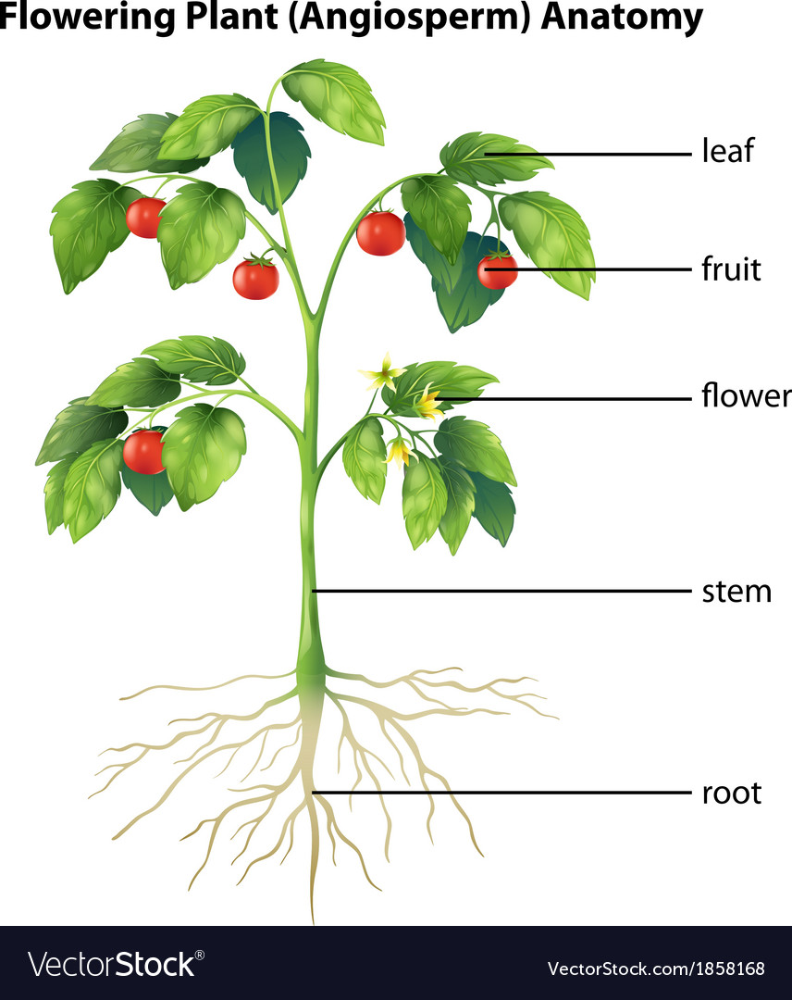 Flowering Plant (Angiosperm) Anatomy
leaf
fruit
flower
stem
root
VectorStock®
VectorStock.com/1858168